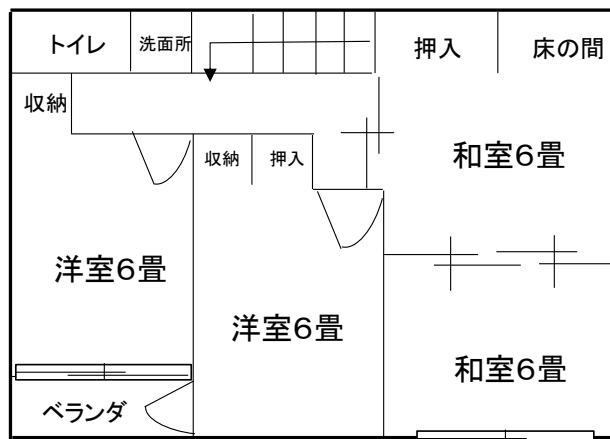 トイレ
洗面所
押入
床の間
収納
収納
押入
和室6畳
洋室6畳
洋室6畳
和室6畳
ベランダ